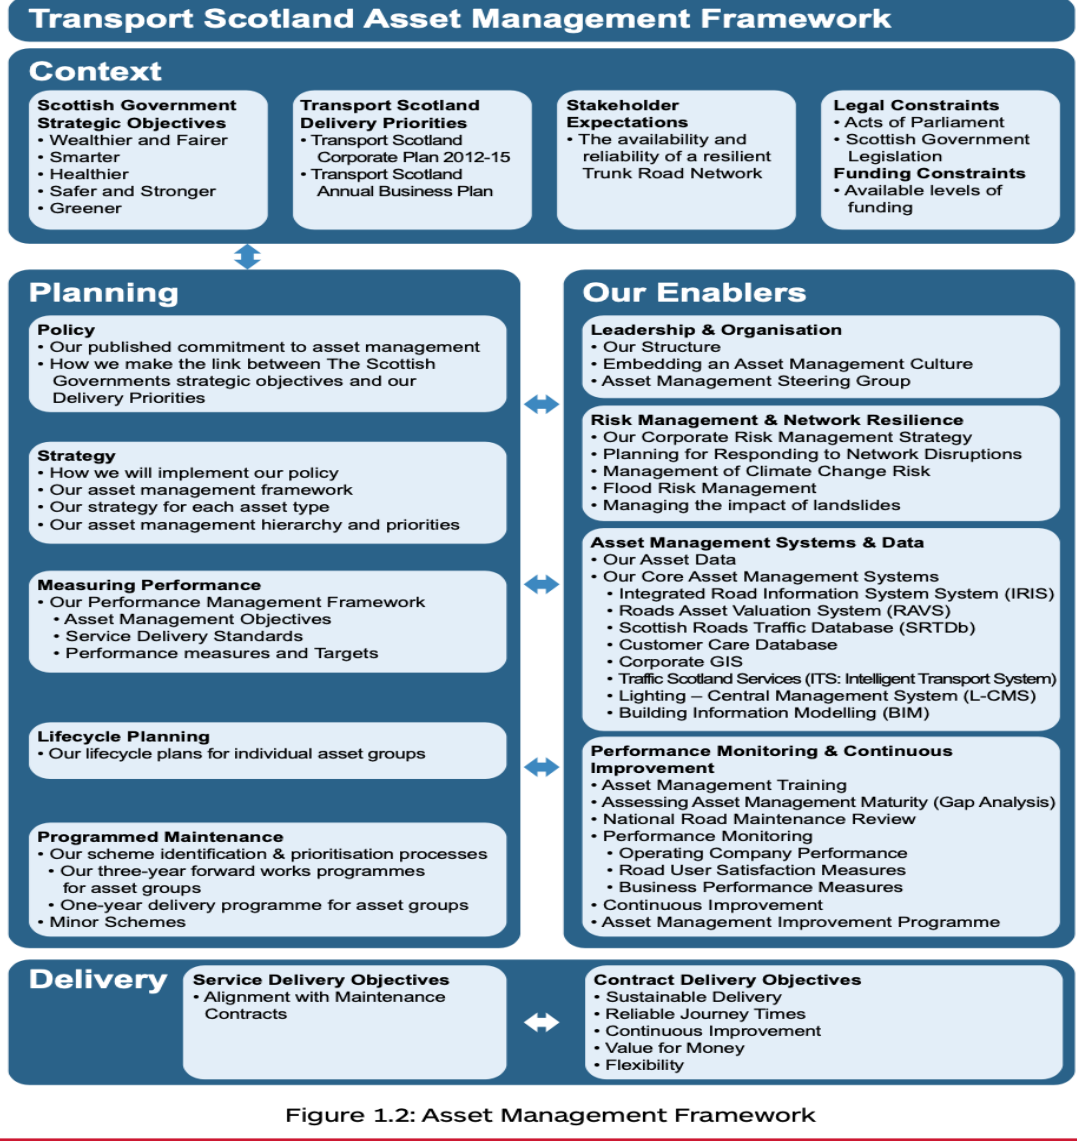 Transport Scotland Asset Management Framework
Context
Scottish Government
Strategic Objectives
• Wealthier and Fairer
• Smarter
• Healthier
• Safer and Stronger
• Greener
Transport Scotland
Delivery Priorities
• Transport Scotland
Corporate Plan 2012-15
• Transport Scotland
Annual Business Plan
Stakeholder
Expectations
• The availability and
reliability of a resilient
Trunk Road Network
Legal Constraints
• Acts of Parliament
• Scottish Government
Legislation
Funding Constraints
• Available levels of
funding
Planning
Policy
• Our published commitment to asset management
• How we make the link between The Scottish
Governments strategic objectives and our
Delivery Priorities
Strategy
• How we will implement our policy
• Our asset management framework
• Our strategy for each asset type
• Our asset management hierarchy and priorities
Measuring Performance
• Our Performance Management Framework
• Asset Management Objectives
• Service Delivery Standards
• Performance measures and Targets
Lifecycle Planning
• Our lifecycle plans for individual asset groups
Programmed Maintenance
• Our scheme identification & prioritisation processes
• Our three-year forward works programmes
for asset groups
• One-year delivery programme for asset groups
• Minor Schemes
Our Enablers
Leadership & Organisation
• Our Structure
• Embedding an Asset Management Culture
• Asset Management Steering Group
Risk Management & Network Resilience
• Our Corporate Risk Management Strategy
• Planning for Responding to Network Disruptions
• Management of Climate Change Risk
• Flood Risk Management
• Managing the impact of landslides
Asset Management Systems & Data
• Our Asset Data
• Our Core Asset Management Systems
• Integrated Road Information System System (IRIS)
• Roads Asset Valuation System (RAVS)
• Scottish Roads Traffic Database (SRTDb)
• Customer Care Database
• Corporate GIS
• Traffic Scotland Services (ITS: Intelligent Transport System)
• Lighting – Central Management System (L-CMS)
• Building Information Modelling (BIM)
Performance Monitoring & Continuous
Improvement
• Asset Management Training
• Assessing Asset Management Maturity (Gap Analysis)
• National Road Maintenance Review
• Performance Monitoring
• Operating Company Performance
• Road User Satisfaction Measures
• Business Performance Measures
• Continuous Improvement
• Asset Management Improvement Programme
Delivery
Service Delivery Objectives
• Alignment with Maintenance
Contracts
Contract Delivery Objectives
• Sustainable Delivery
• Reliable Journey Times
• Continuous Improvement
• Value for Money
• Flexibility
Figure 1.2: Asset Management Framework